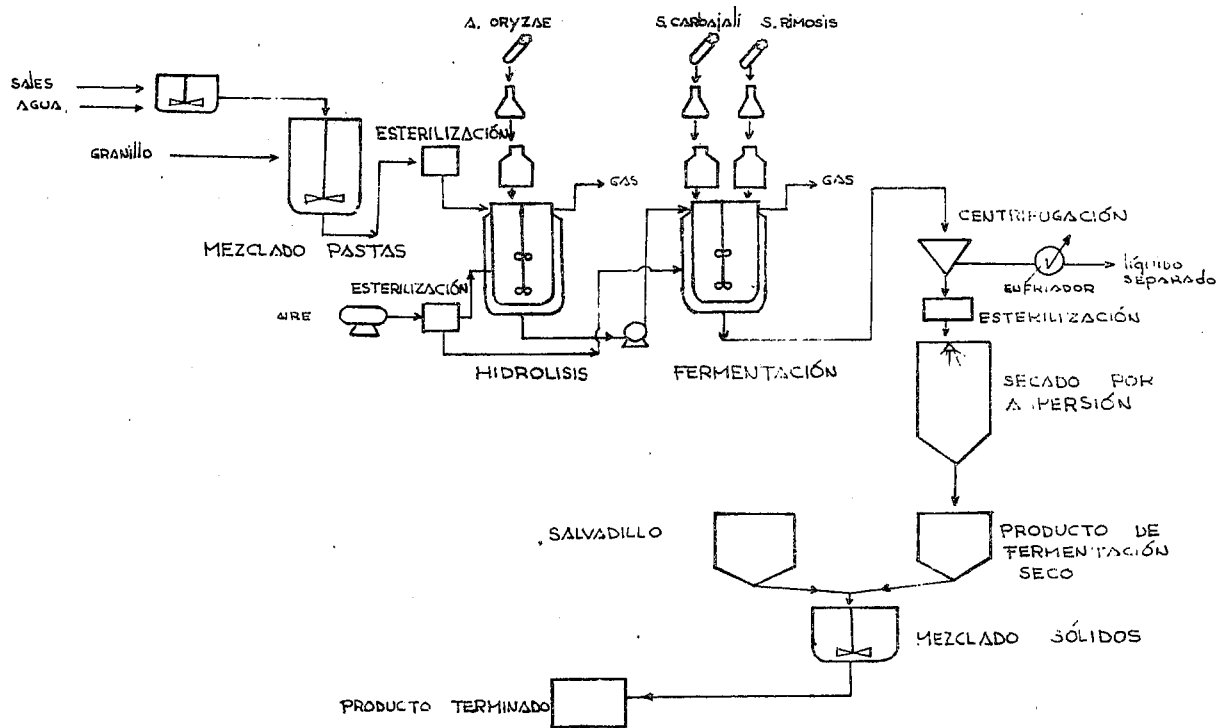 A. ORYZAE
S. CARBAJALI S. RIMOSIS
SALES
AGUA
GRANILLO
ESTERILIZACIÓN
GAS
GAS
MEZCLADO PASTAS
CENTRIFUGACIÓN
LÍQUIDO
SEPARADO
ENFRIADOR
ESTERILIZACIÓN
ESTERILIZACIÓN
AIRE
HIDROLISIS
FERMENTACIÓN
SECADO POR
SALVADILLO
PRODUCTO DE
FERMENTACIÓN
SECO
MEZCLADO SÓLIDOS
PRODUCTO TERMINADO